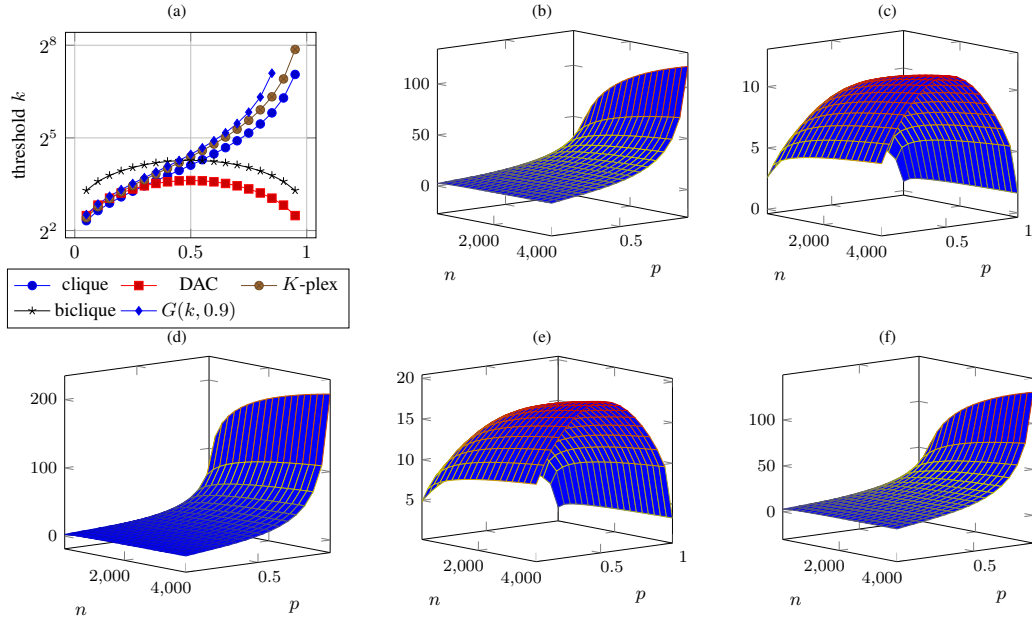 (a)
threshold k
2^8
2^5
2^2
0
0.5
1
clique
DAC
K-plex
biclique
G(k, 0.9)
(b)
100
50
0
2,000
4,000
0.5
n
p
(c)
10
5
0
2,000
4,000
0.5
1
n
p
(d)
200
100
0
2,000
4,000
0.5
n
p
(e)
20
15
10
5
2,000
4,000
0.5
1
n
p
(f)
100
50
0
2,000
4,000
0.5
n
p